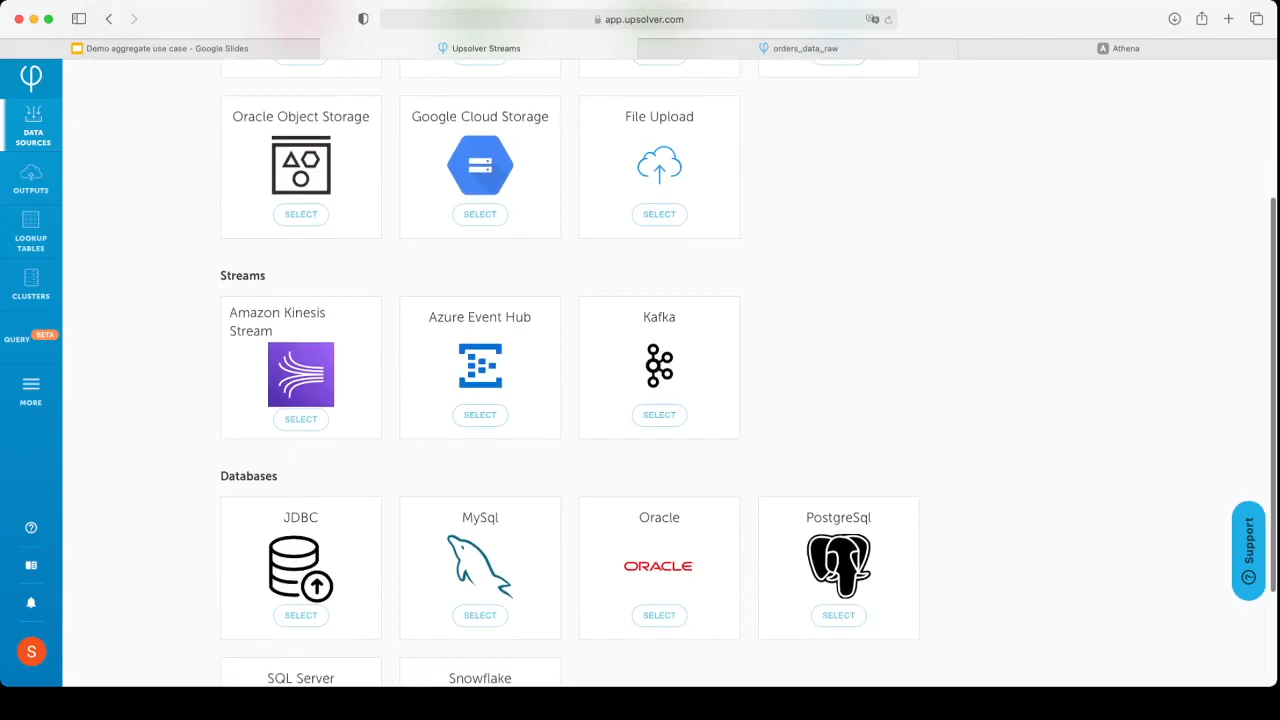 app.upsolver.com
Demo aggregate use case - Google Slides
Upsolver Streams
orders_data_raw
A
Athena
DATA
SOURCES
OUTPUTS
LOOKUP
TABLES
CLUSTERS
QUERY
BETA
MORE
S
Oracle Object Storage
Google Cloud Storage
File Upload
SELECT
SELECT
SELECT
Streams
Amazon Kinesis
Stream
Azure Event Hub
Kafka
SELECT
SELECT
SELECT
Databases
JDBC
MySql
Oracle
PostgreSql
ORACLE
SELECT
SELECT
SELECT
SELECT
SQL Server
Snowflake
Support